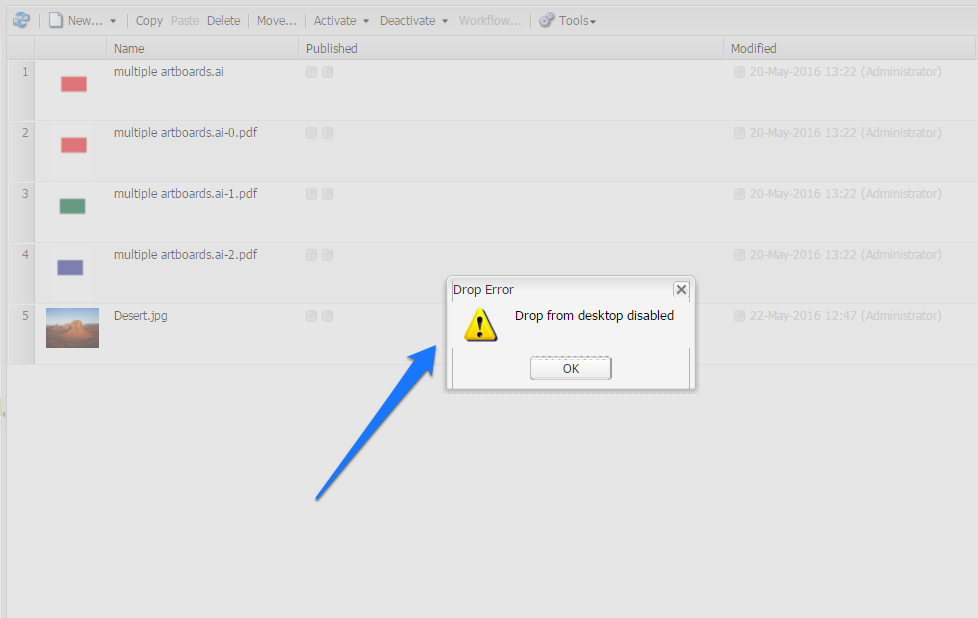 New... Copy Paste Delete Move... Activate Deactivate Workflow... Tools
Name Published Modified
1 multiple artboards.ai 20-May-2016 13:22 (Administrator)
2 multiple artboards.ai-0.pdf 20-May-2016 13:22 (Administrator)
3 multiple artboards.ai-1.pdf 20-May-2016 13:22 (Administrator)
4 multiple artboards.ai-2.pdf 20-May-2016 13:22 (Administrator)
Drop Error
5 Desert.jpg Drop from desktop disabled 22-May-2016 12:47 (Administrator)
OK